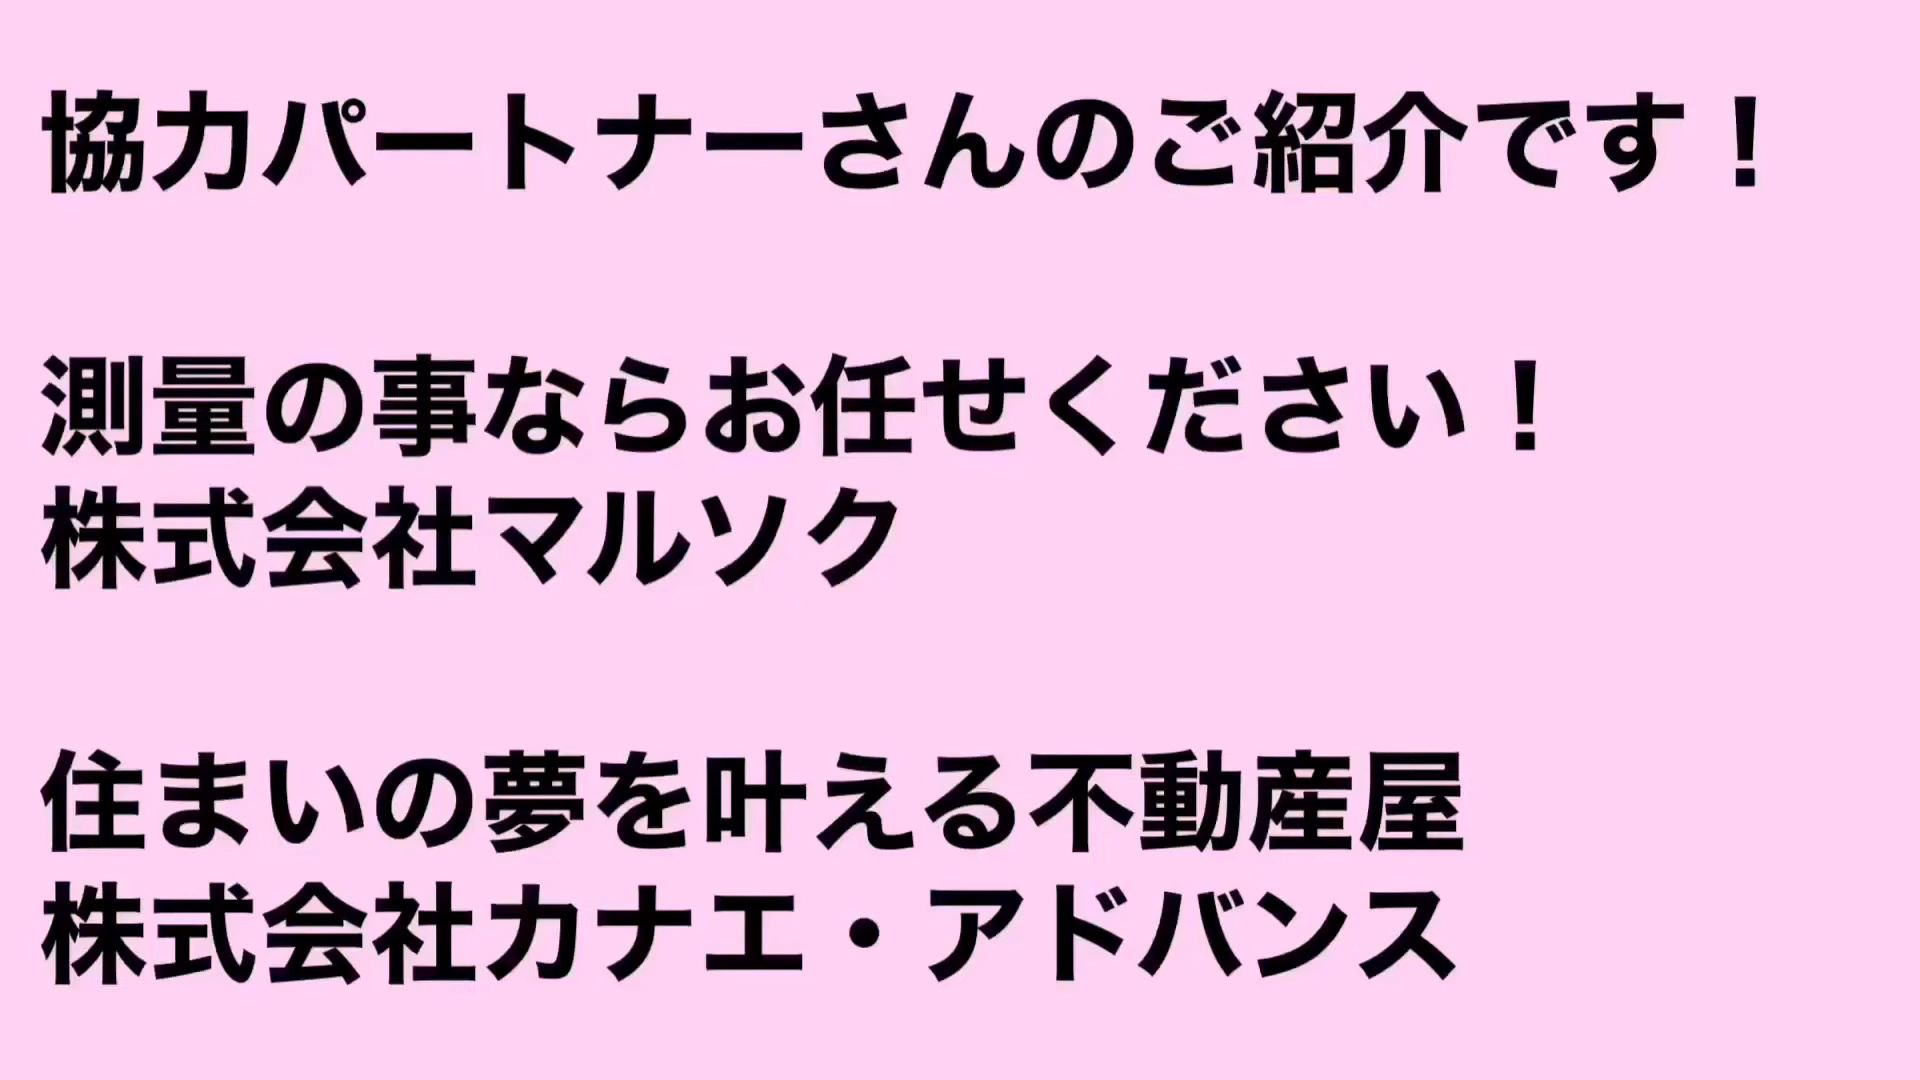 協力パートナーさんのご紹介です！
測量の事ならお任せください！
株式会社マルソク
住まいの夢を叶える不動産屋
株式会社カナエ・アドバンス